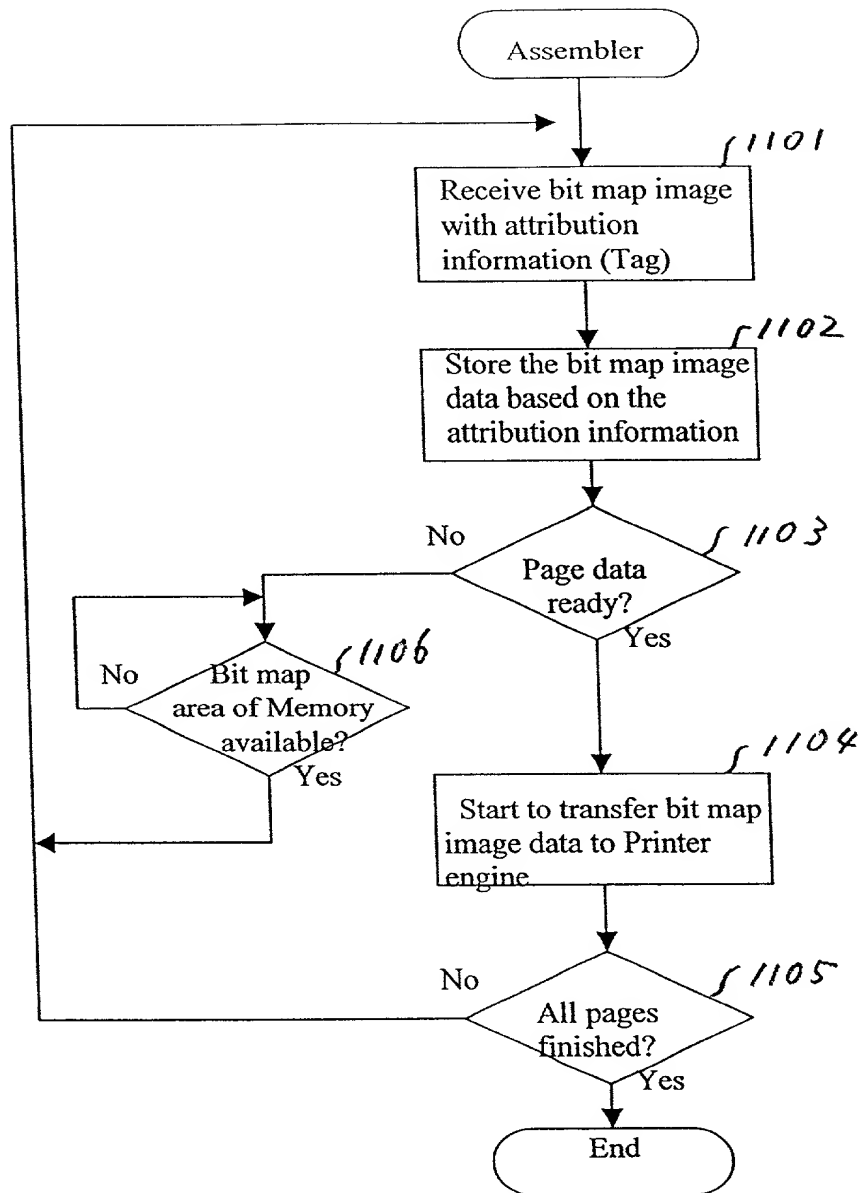 Assembler
1101
Receive bit map image
with attribution
information (Tag)
1102
Store the bit map image
data based on the
attribution information
No
1103
Page data
ready?
Yes
1106
No
Bit map
area of Memory
available?
Yes
1104
Start to transfer bit map
image data to Printer
engine
No
1105
All pages
finished?
Yes
End